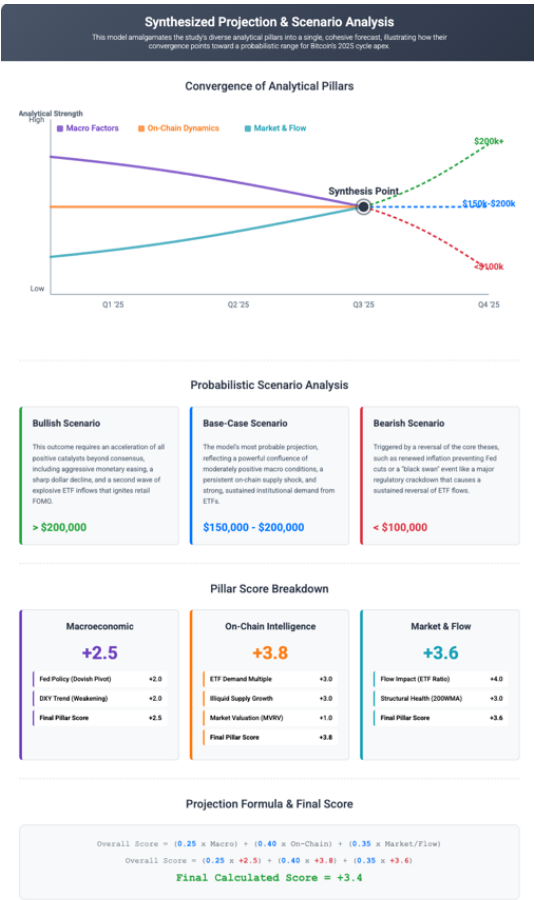 Synthesized Projection & Scenario Analysis
This model amalgamates the study's diverse analytical pillars into a single, cohesive forecast, illustrating how their
convergence points toward a probabilistic range for Bitcoin's 2025 cycle apex.
Convergence of Analytical Pillars
Analytical Strength
High
Macro Factors
On-Chain Dynamics
Market & Flow
$200k+
Synthesis Point
$150k-$200k
<$100k
Low
Q1 '25
Q2 '25
Q3 '25
Q4 '25
Probabilistic Scenario Analysis
Bullish Scenario
This outcome requires an acceleration of all
positive catalysts beyond consensus,
including aggressive monetary easing, a
sharp dollar decline, and a second wave of
explosive ETF inflows that ignites retail
FOMO.
> $200,000
Base-Case Scenario
The model's most probable projection,
reflecting a powerful confluence of
moderately positive macro conditions, a
persistent on-chain supply shock, and
strong, sustained institutional demand from
ETFs.
$150,000 - $200,000
Bearish Scenario
Triggered by a reversal of the core theses,
such as renewed inflation preventing Fed
cuts or a "black swan" event like a major
regulatory crackdown that causes a
sustained reversal of ETF flows.
< $100,000
Pillar Score Breakdown
Macroeconomic
+2.5
Fed Policy (Dovish Pivot) +2.0
DXY Trend (Weakening) +2.0
Final Pillar Score +2.5
On-Chain Intelligence
+3.8
ETF Demand Multiple +3.0
Illiquid Supply Growth +3.0
Market Valuation (MVRV) +1.0
Final Pillar Score +3.8
Market & Flow
+3.6
Flow Impact (ETF Ratio) +4.0
Structural Health (200WMA) +3.0
Final Pillar Score +3.6
Projection Formula & Final Score
Overall Score = (0.25 x Macro) + (0.40 x On-Chain) + (0.35 x Market/Flow)
Overall Score = (0.25 x +2.5) + (0.40 x +3.8) + (0.35 x +3.6)
Final Calculated Score = +3.4